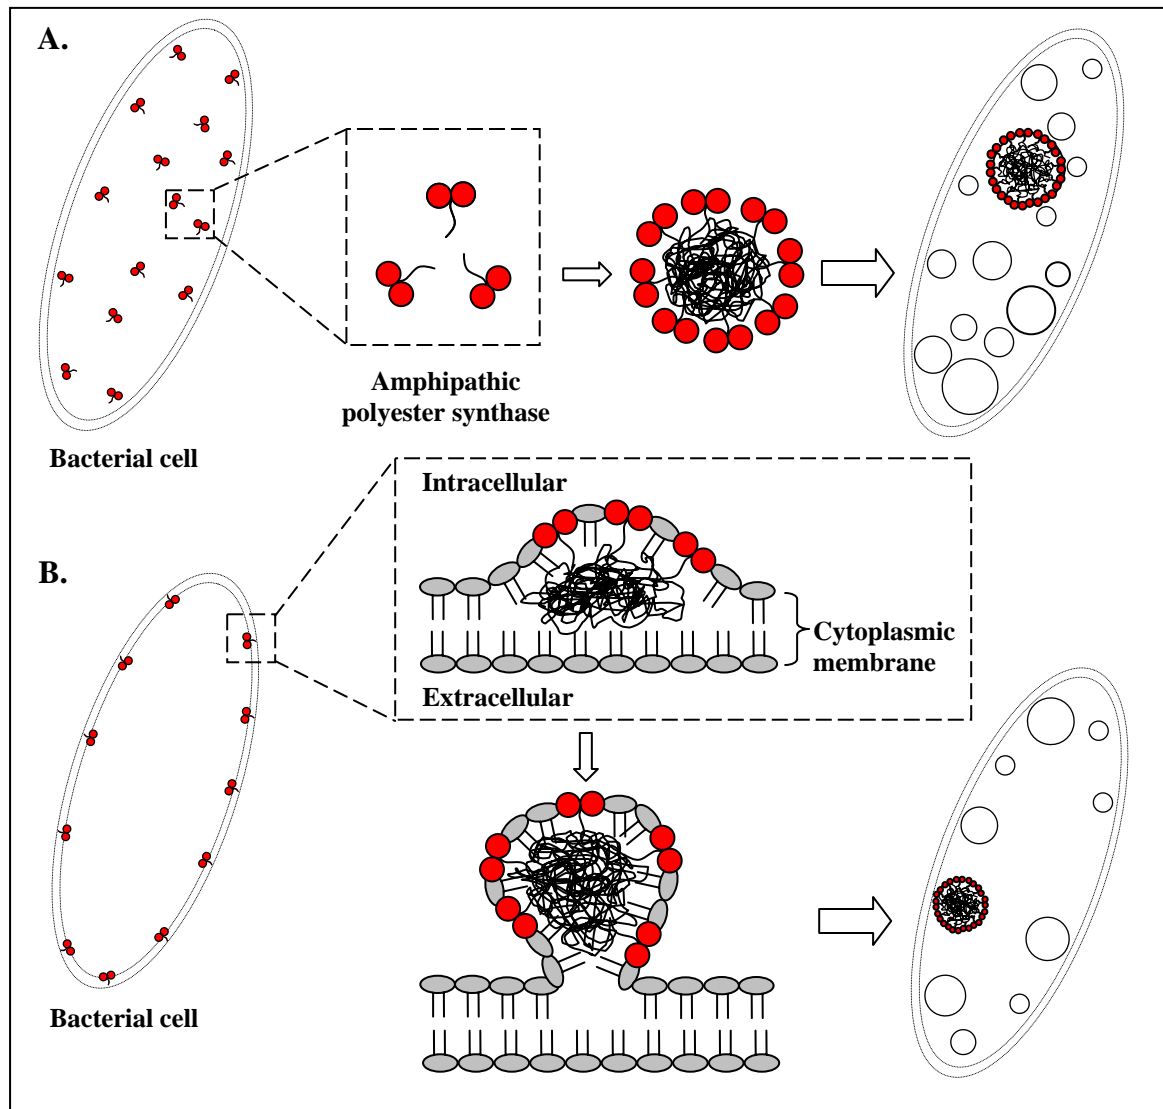 A.
Amphipathic
polyester synthase
Bacterial cell
Intracellular
B.
Cytoplasmic
membrane
Extracellular
Bacterial cell